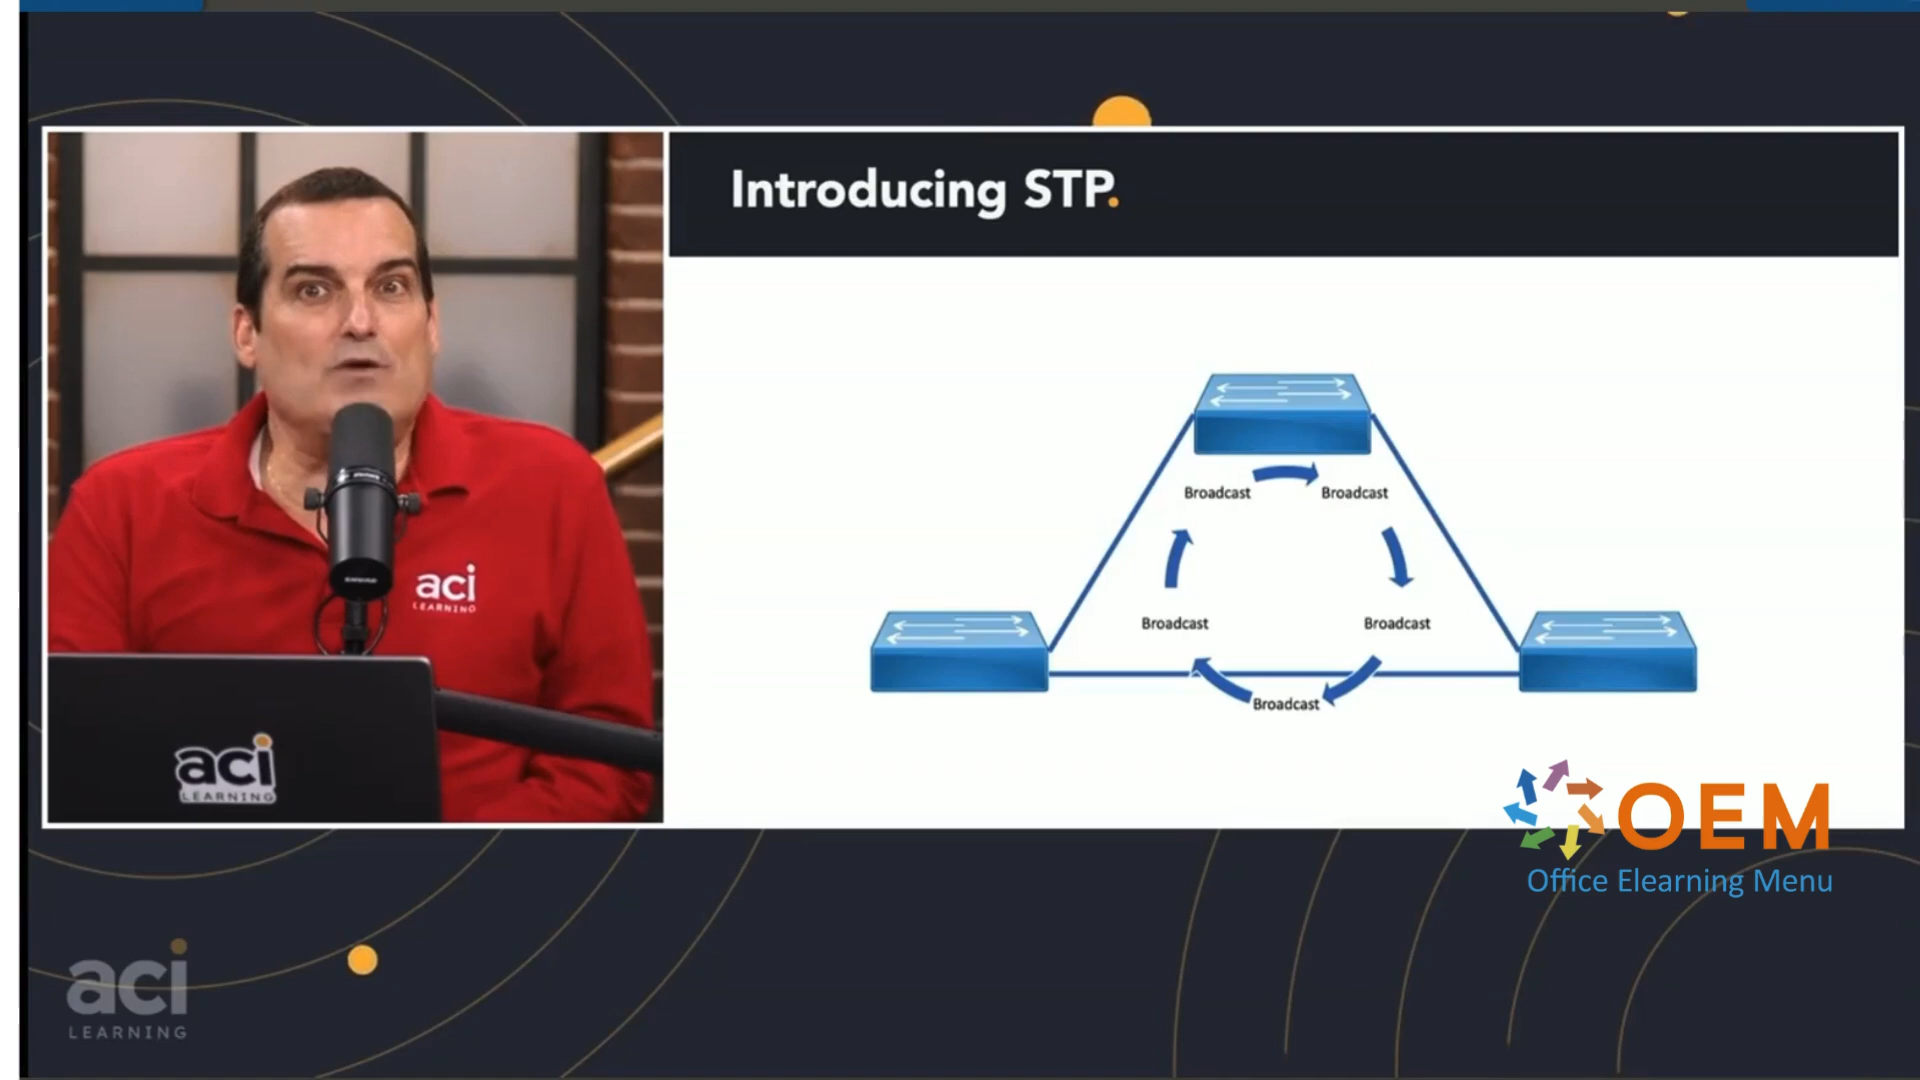 Introducing STP.
Broadcast
Broadcast
Broadcast
Broadcast
Broadcast
aci
LEARNING
aci
LEARNING
OEM
Office Elearning Menu
aci
LEARNING